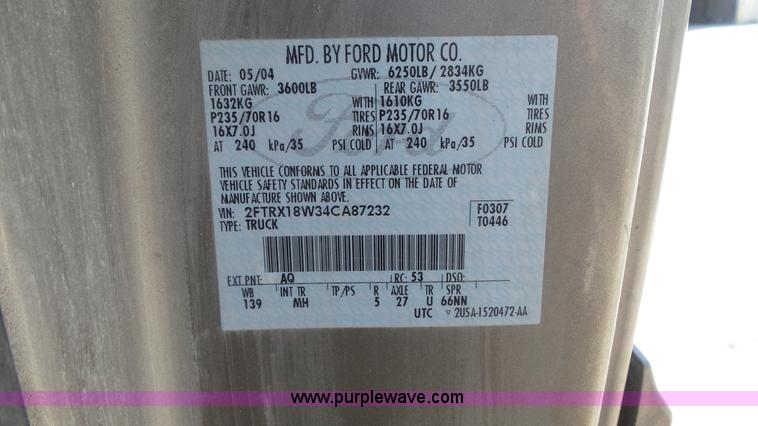 MFD. BY FORD MOTOR CO.
DATE: 05/04 GVWR: 6250LB/ 2834KG
FRONT GAWR: 3600LB REAR GAWR: 3550LB
1632KG WITH 1610KG WITH
P235/70R16 TIRES P235/70R16 TIRES
16X7.0J RIMS 16X7.0J RIMS
AT 240 kPa/35 PSI COLD AT 240 kPa/35 PSI COLD
Ford
THIS VEHICLE CONFORMS TO ALL APPLICABLE FEDERAL MOTOR
VEHICLE SAFETY STANDARDS IN EFFECT ON THE DATE OF
MANUFACTURE SHOWN ABOVE.
VIN: 2FTRX18W34CA87232 F0307
TYPE: TRUCK T0446
EXT PNT: AQ RC: 53 DSO:
WB INT TR TP/PS R AXLE TR SPR
139 MH 5 27 U 66NN
UTC ▽ 2U5A-1520472-AA
www.purplewave.com